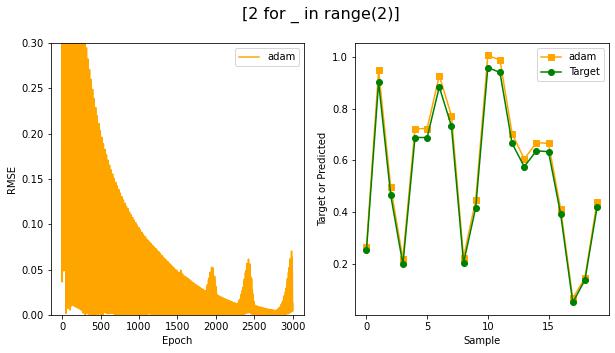 [2 for _ in range(2)]
adam
0.30
0.25
0.20
0.15
0.10
0.05
0.00
RMSE
0 500 1000 1500 2000 2500 3000
Epoch
adam
Target
1.0
0.8
0.6
0.4
0.2
Target or Predicted
0 5 10 15
Sample